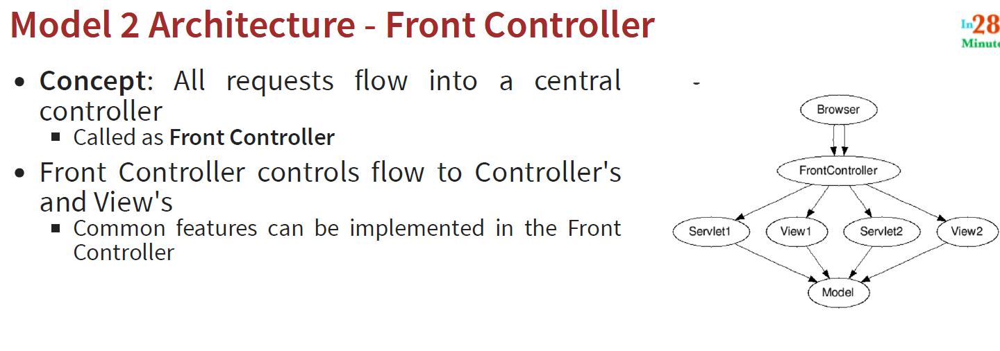 Model 2 Architecture - Front Controller
In28
Minute
• Concept: All requests flow into a central
controller
▪ Called as Front Controller
• Front Controller controls flow to Controller's
and View's
▪ Common features can be implemented in the Front
Controller
-
Browser
FrontController
Servlet1
View1
Servlet2
View2
Model